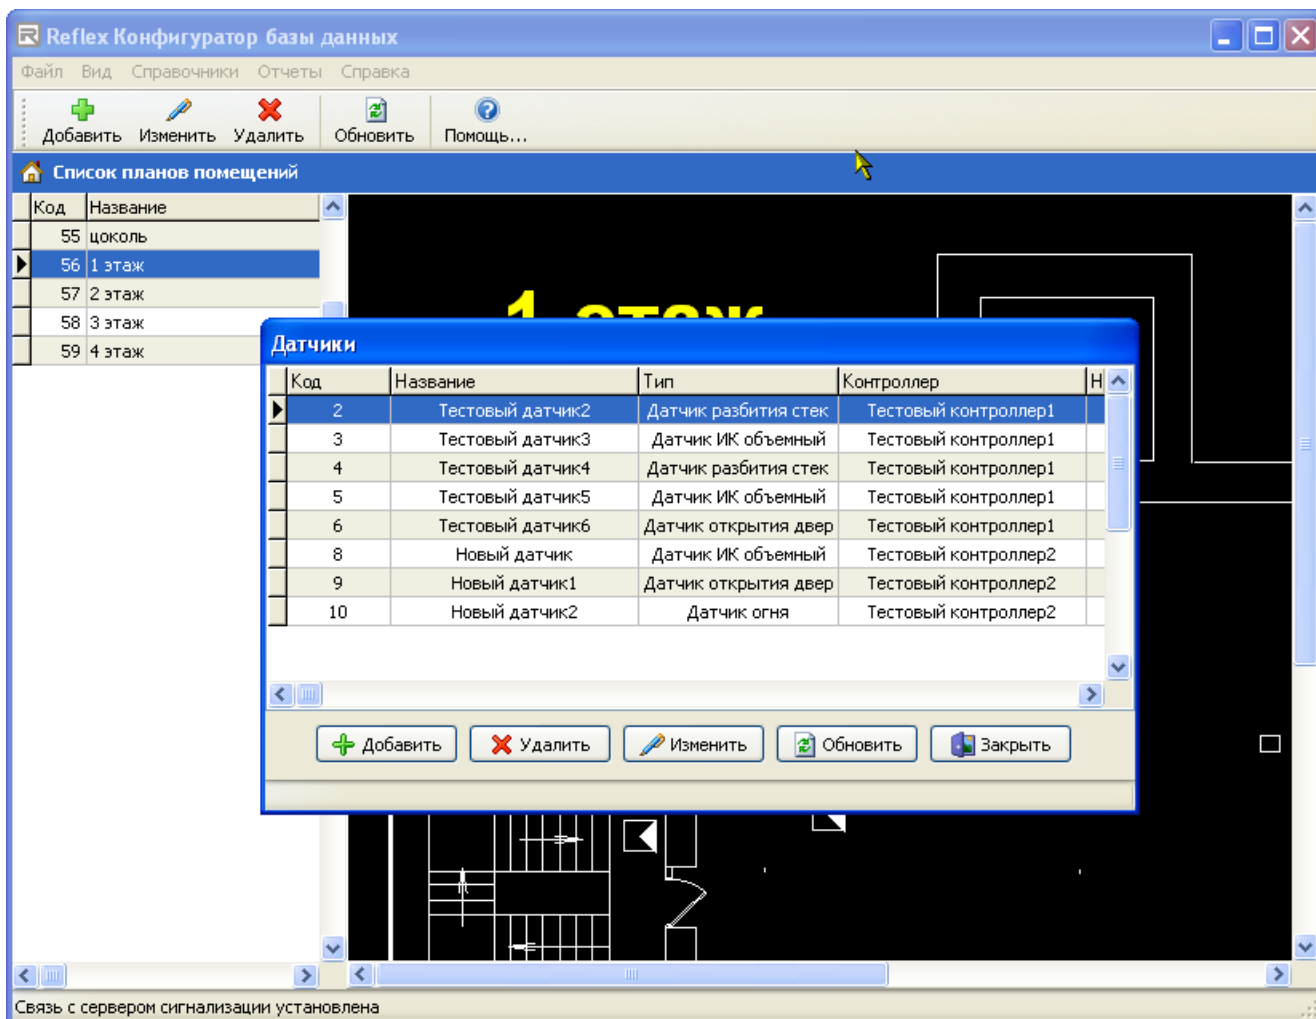 Reflex Конфигуратор базы данных
Файл Вид Справочники Отчеты Справка
Добавить Изменить Удалить Обновить Помощь...
Список планов помещений
Код Название
55 цоколь
56 1 этаж
57 2 этаж
58 3 этаж
59 4 этаж
1 этаж
Датчики
Код Название Тип Контроллер Н
2 Тестовый датчик2 Датчик разбития стек Тестовый контроллер1
3 Тестовый датчик3 Датчик ИК объемный Тестовый контроллер1
4 Тестовый датчик4 Датчик разбития стек Тестовый контроллер1
5 Тестовый датчик5 Датчик ИК объемный Тестовый контроллер1
6 Тестовый датчик6 Датчик открытия двер Тестовый контроллер1
8 Новый датчик Датчик ИК объемный Тестовый контроллер2
9 Новый датчик1 Датчик открытия двер Тестовый контроллер2
10 Новый датчик2 Датчик огня Тестовый контроллер2
Добавить Удалить Изменить Обновить Закрыть
Связь с сервером сигнализации установлена